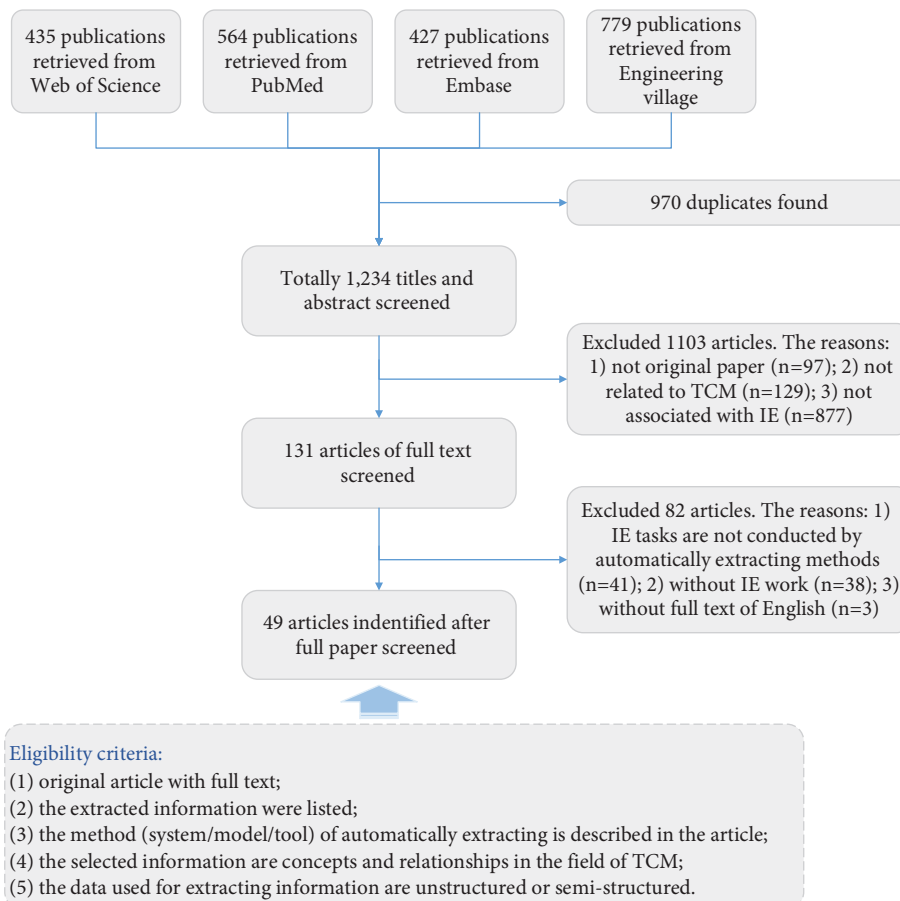 435 publications
retrieved from
Web of Science
564 publications
retrieved from
PubMed
427 publications
retrieved from
Embase
779 publications
retrieved from
Engineering
village
970 duplicates found
Totally 1,234 titles and
abstract screened
Excluded 1103 articles. The reasons:
1) not original paper (n=97); 2) not
related to TCM (n=129); 3) not
associated with IE (n=877)
131 articles of full text
screened
Excluded 82 articles. The reasons: 1)
IE tasks are not conducted by
automatically extracting methods
(n=41); 2) without IE work (n=38); 3)
without full text of English (n=3)
49 articles indentified after
full paper screened
Eligibility criteria:
(1) original article with full text;
(2) the extracted information were listed;
(3) the method (system/model/tool) of automatically extracting is described in the article;
(4) the selected information are concepts and relationships in the field of TCM;
(5) the data used for extracting information are unstructured or semi-structured.